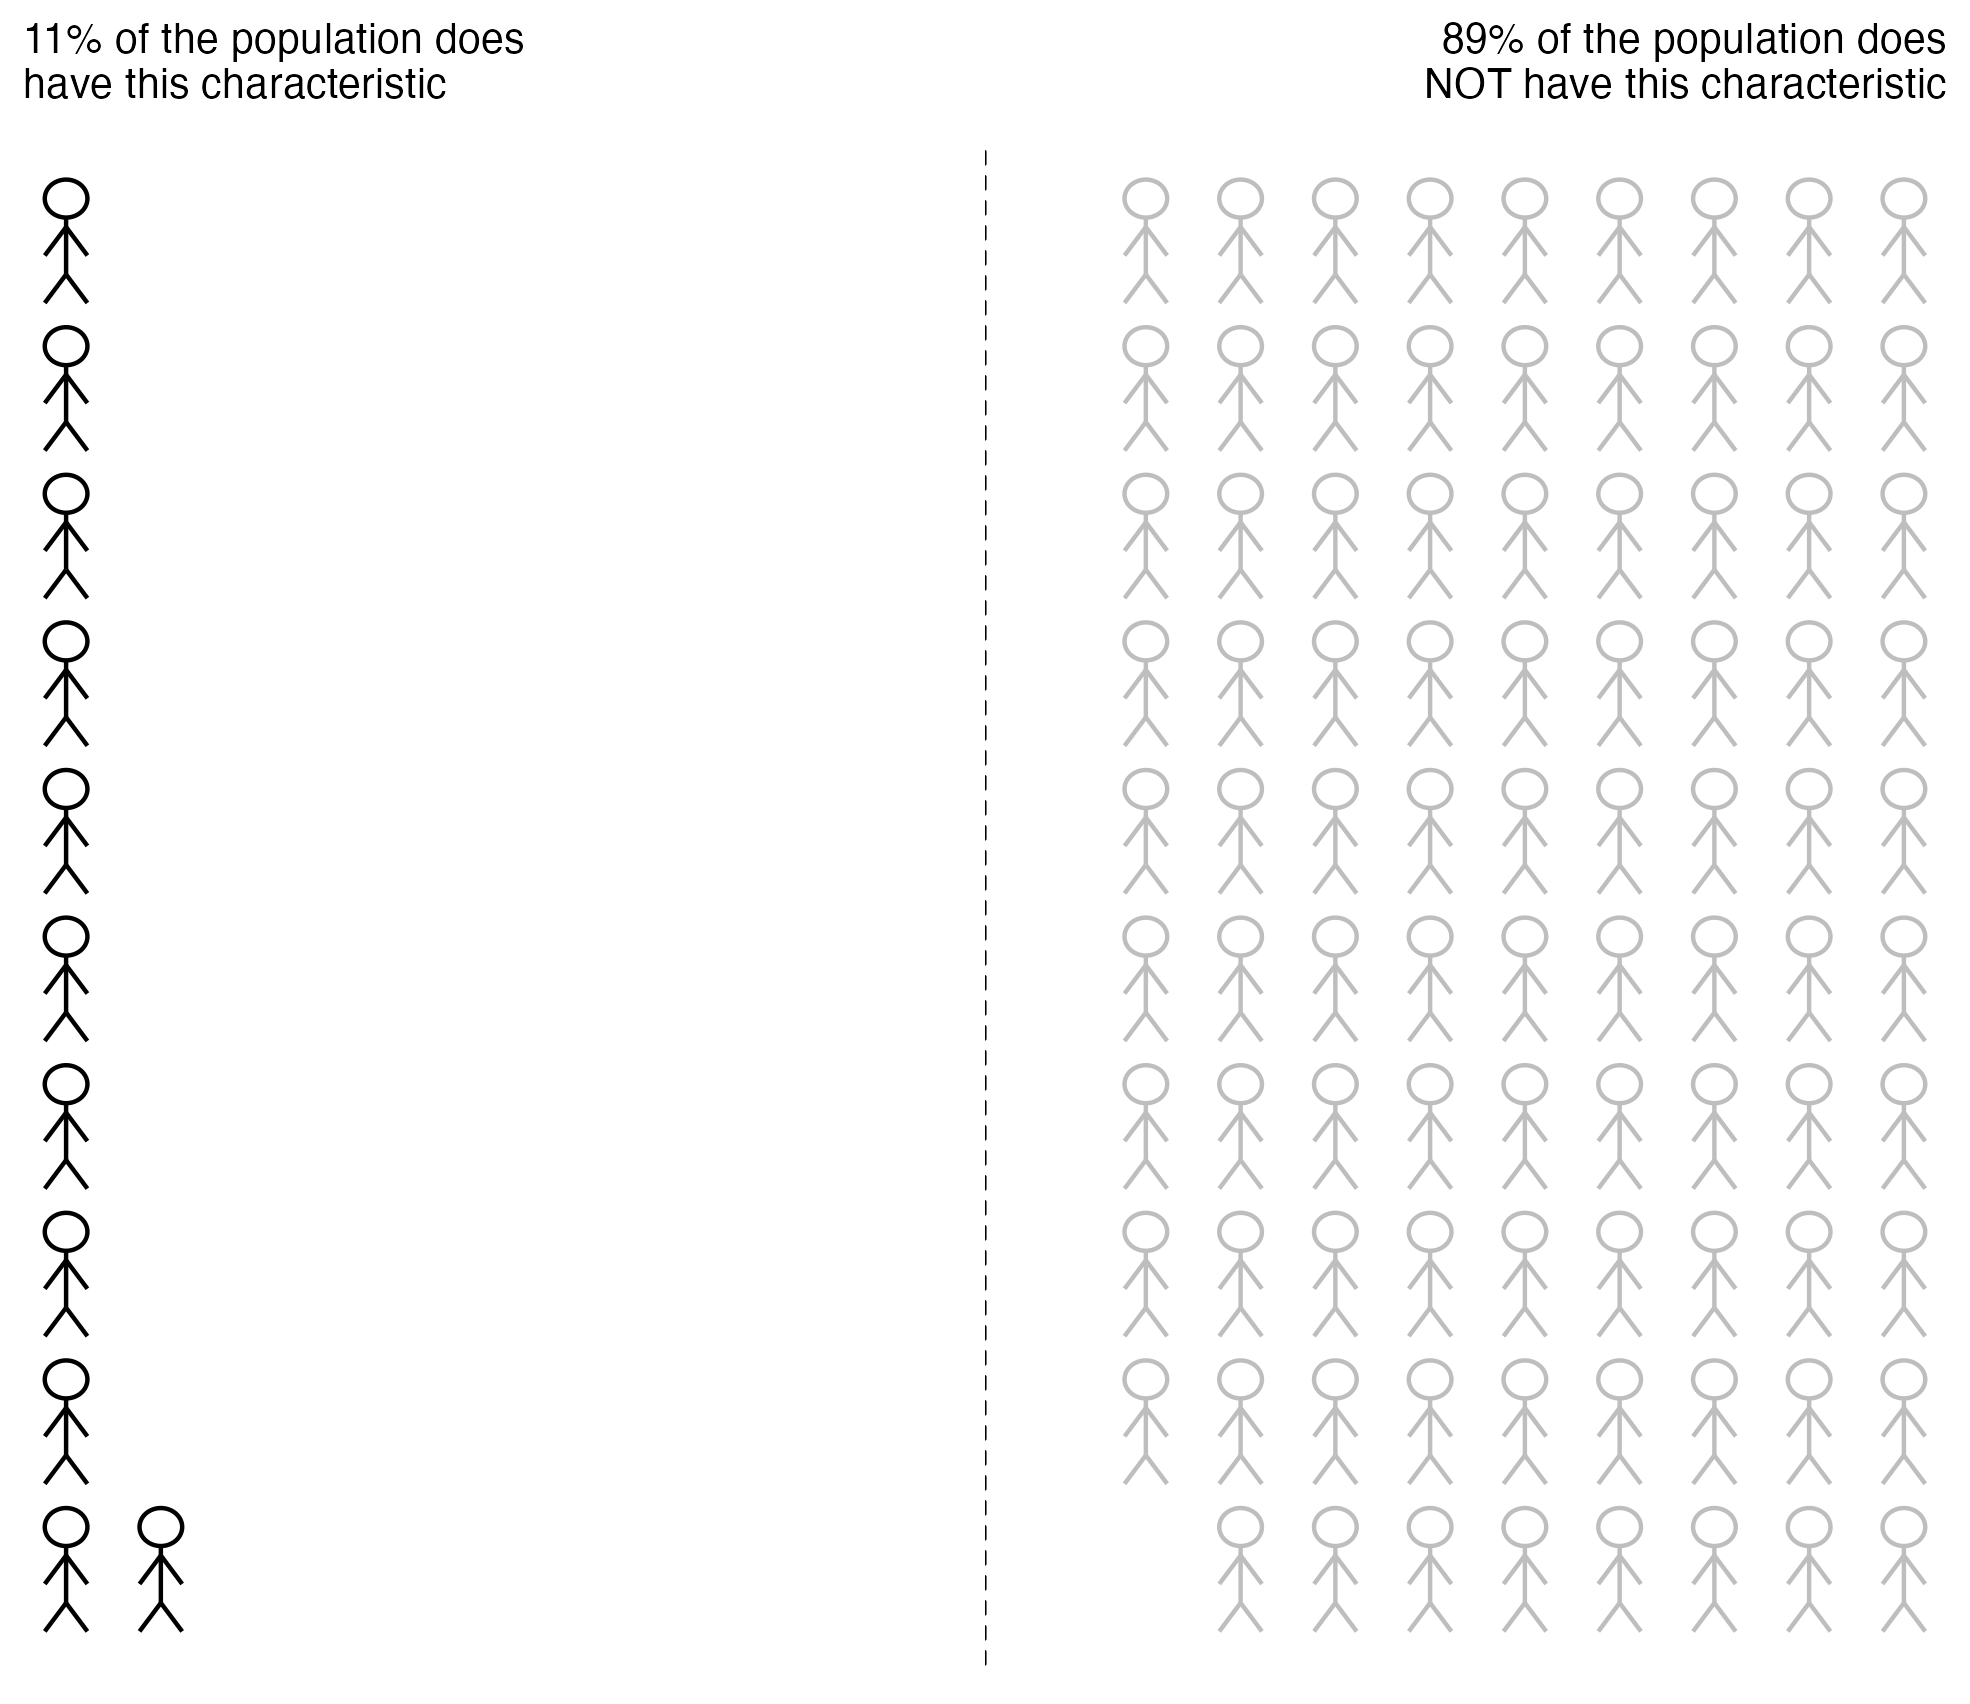 11% of the population does
have this characteristic
89% of the population does
NOT have this characteristic